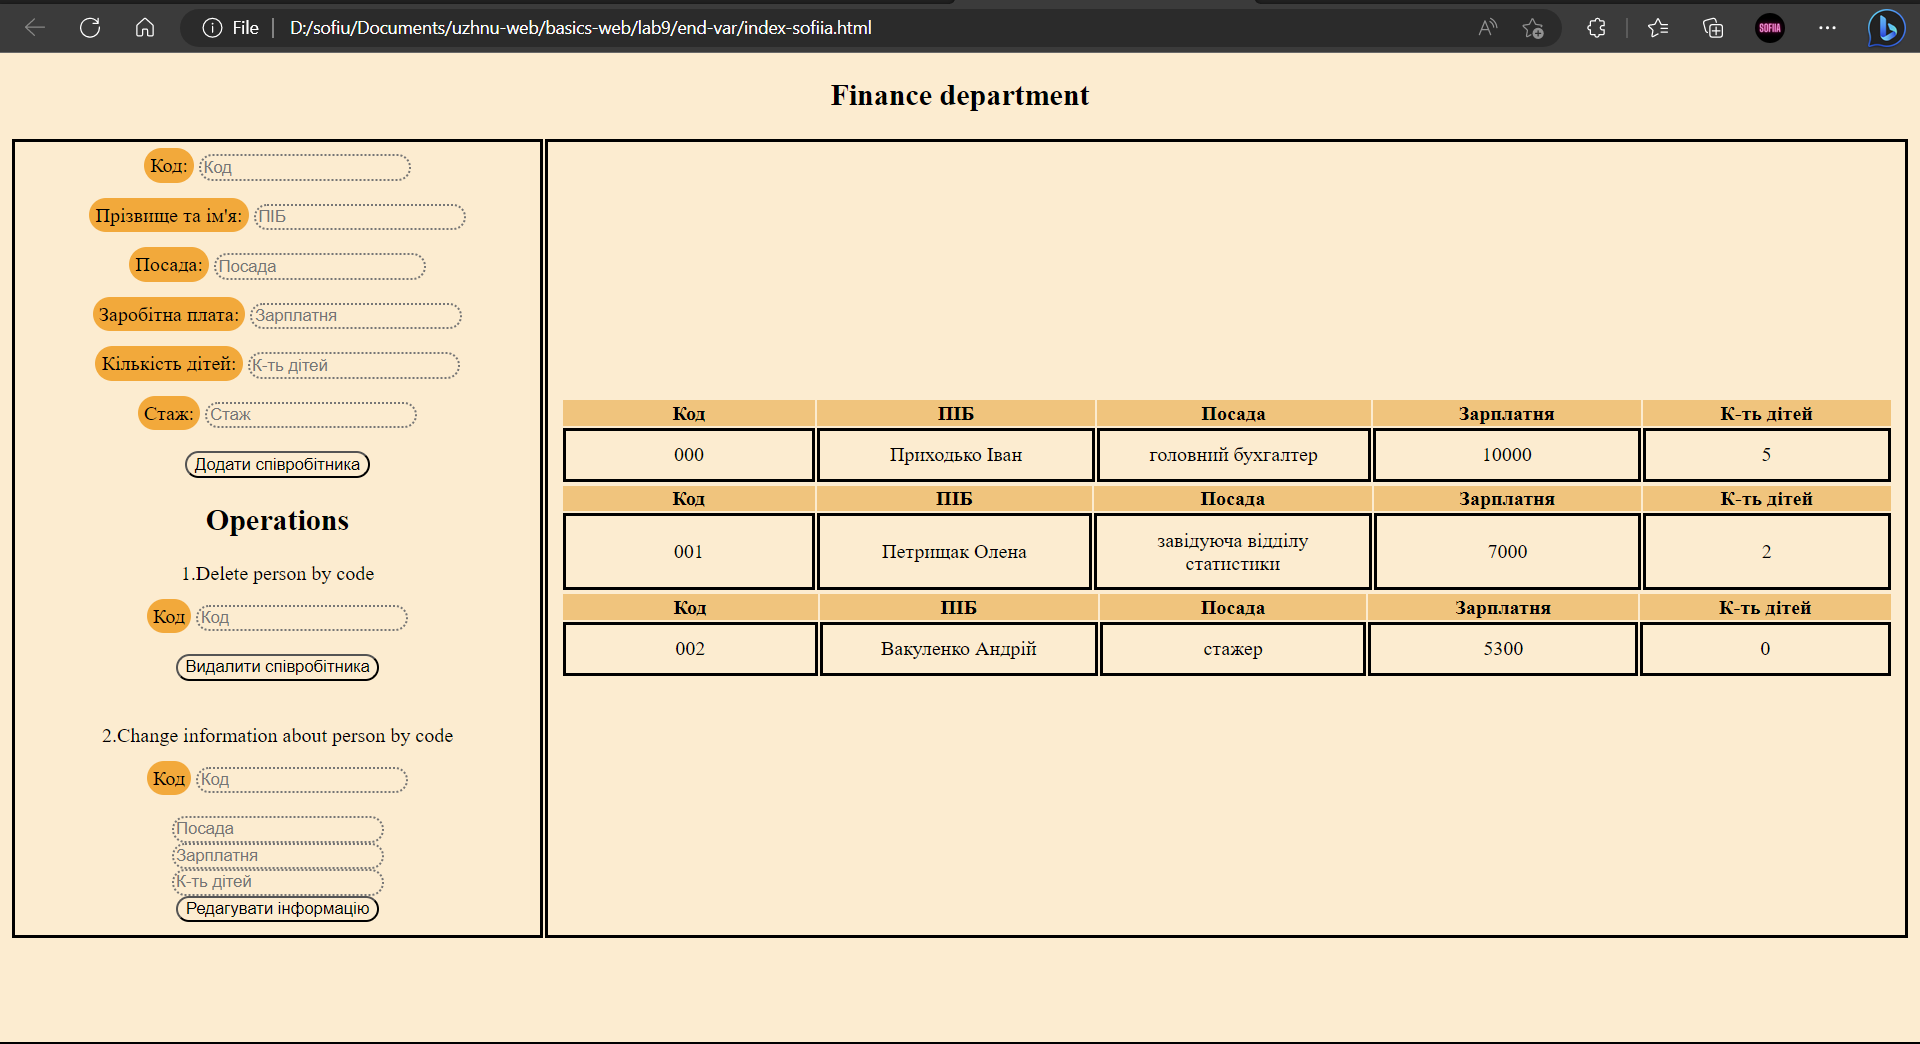 File
D:/sofiu/Documents/uzhnu-web/basics-web/lab9/end-var/index-sofiia.html
SOFIIA
Finance department
Код: Код
Прізвище та ім'я: ПІБ
Посада: Посада
Заробітна плата: Зарплатня
Кількість дітей: К-ть дітей
Стаж: Стаж
Додати співробітника
Operations
1.Delete person by code
Код Код
Видалити співробітника
2.Change information about person by code
Код Код
Посада
Зарплатня
К-ть дітей
Редагувати інформацію
Код ПІБ Посада Зарплатня К-ть дітей
000 Приходько Іван головний бухгалтер 10000 5
Код ПІБ Посада Зарплатня К-ть дітей
001 Петрищак Олена завідуюча відділу статистики 7000 2
Код ПІБ Посада Зарплатня К-ть дітей
002 Вакуленко Андрій стажер 5300 0